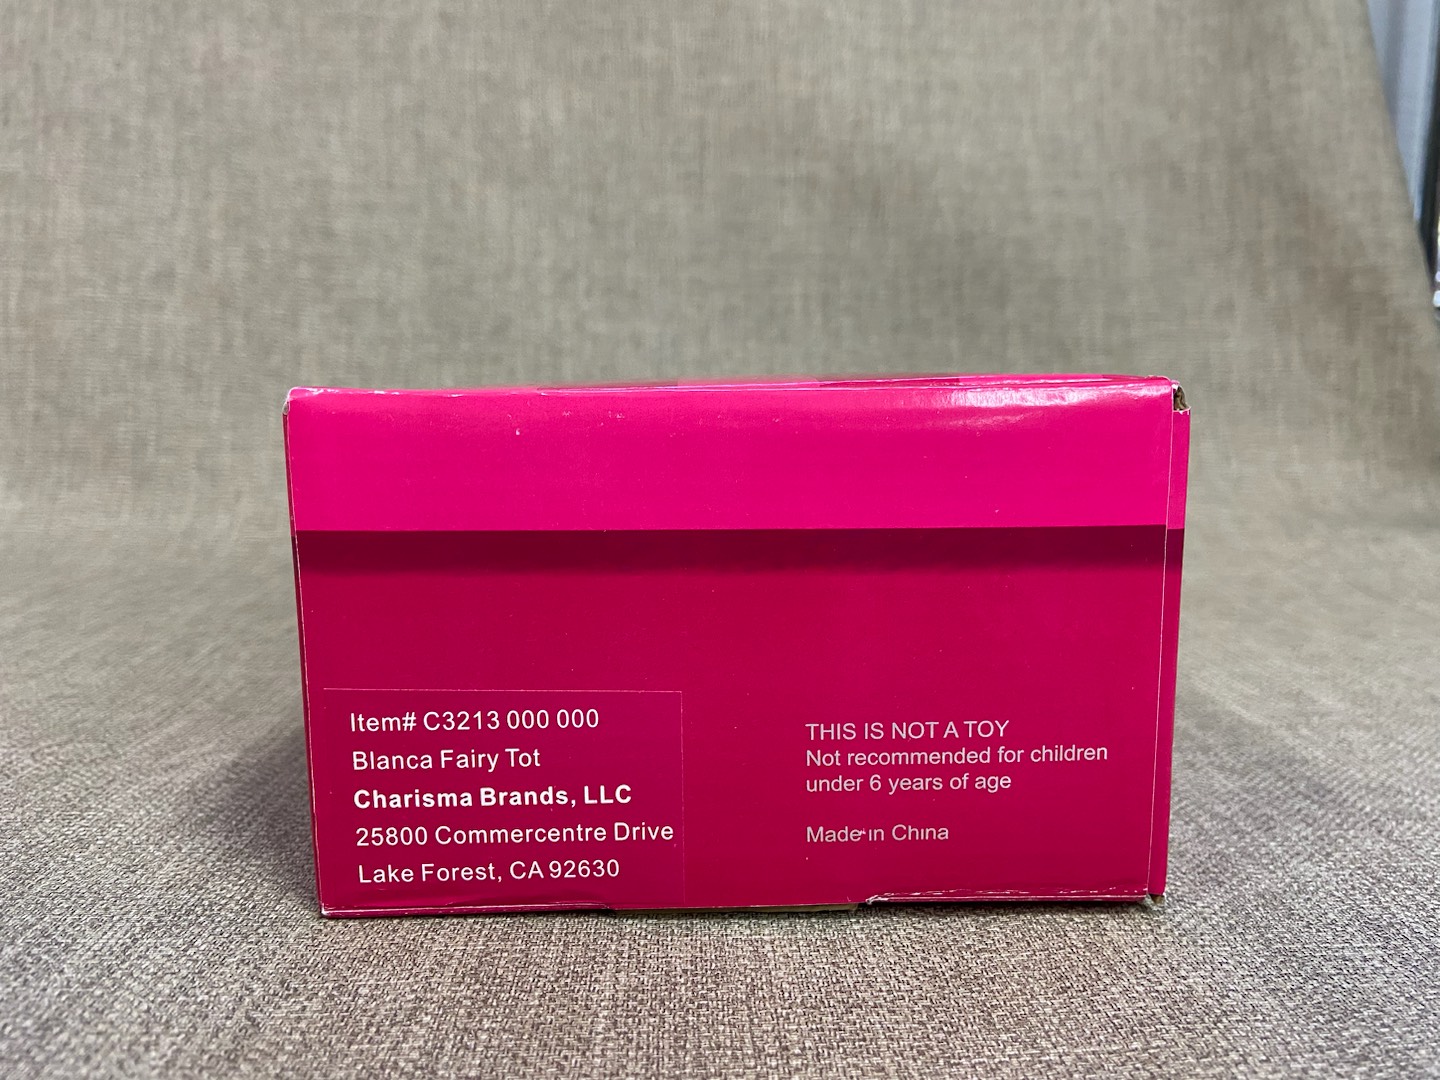 Item# C3213 000 000
Blanca Fairy Tot
Charisma Brands, LLC
25800 Commercentre Drive
Lake Forest, CA 92630
THIS IS NOT A TOY
Not recommended for children
under 6 years of age
Made in China